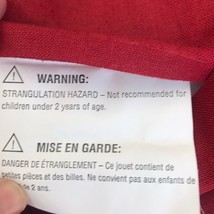 WARNING:
STRANGULATION HAZARD – Not recommended for
children under 2 years of age.
MISE EN GARDE:
DANGER DE ÉTRANGLEMENT – Ce jouet contient de
petites pièces et des billes. Ne convient pas aux enfants
de 2 ans.